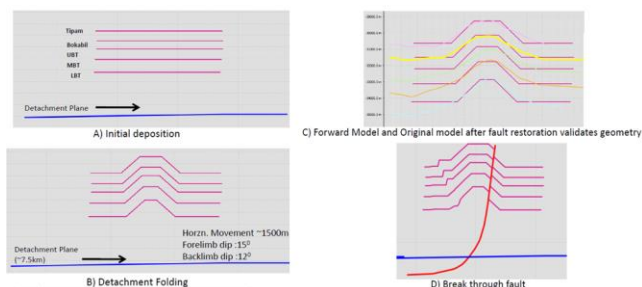 Tipam
Bokabil
UBT
MBT
LBT
Detachment Plane
A) Initial deposition
C) Forward Model and Original model after fault restoration validates geometry
Horzn. Movement ~1500m
Forelimb dip :15⁰
Backlimb dip :12⁰
Detachment Plane
(~7.5km)
B) Detachment Folding
D) Break through fault